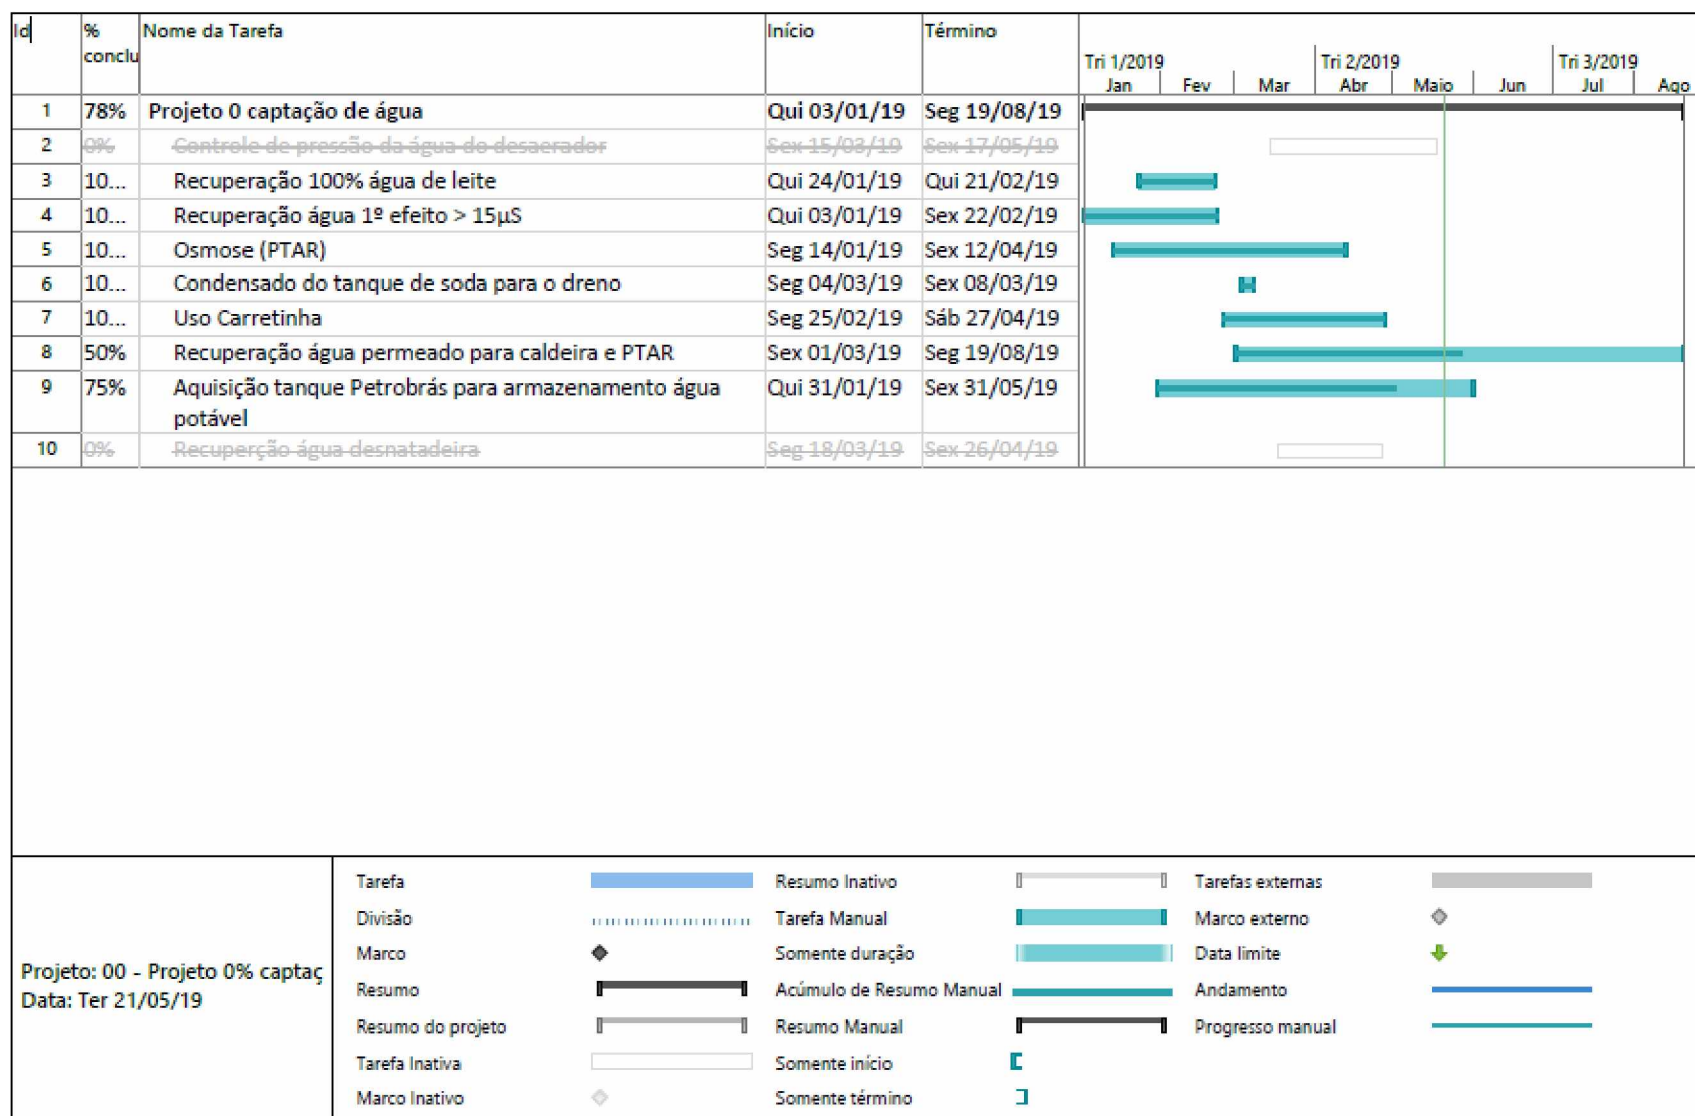 Id % Nome da Tarefa Início Término
conclu
Tri 1/2019 Tri 2/2019 Tri 3/2019
Jan Fev Mar Abr Maio Jun Jul Ago
1 78% Projeto 0 captação de água Qui 03/01/19 Seg 19/08/19
2 0% Controle de pressão da água do desaerador Sex 15/03/19 Sex 17/05/19
3 10... Recuperação 100% água de leite Qui 24/01/19 Qui 21/02/19
4 10... Recuperação água 1º efeito > 15µS Qui 03/01/19 Sex 22/02/19
5 10... Osmose (PTAR) Seg 14/01/19 Sex 12/04/19
6 10... Condensado do tanque de soda para o dreno Seg 04/03/19 Sex 08/03/19
7 10... Uso Carretinha Seg 25/02/19 Sáb 27/04/19
8 50% Recuperação água permeado para caldeira e PTAR Sex 01/03/19 Seg 19/08/19
9 75% Aquisição tanque Petrobrás para armazenamento água Qui 31/01/19 Sex 31/05/19
potável
10 0% Recuperção água desnatadeira Seg 18/03/19 Sex 26/04/19
Projeto: 00 - Projeto 0% captaç
Data: Ter 21/05/19
Tarefa Resumo Inativo Tarefas externas
Divisão Tarefa Manual Marco externo
Marco Somente duração Data limite
Resumo Acúmulo de Resumo Manual Andamento
Resumo do projeto Resumo Manual Progresso manual
Tarefa Inativa Somente início
Marco Inativo Somente término